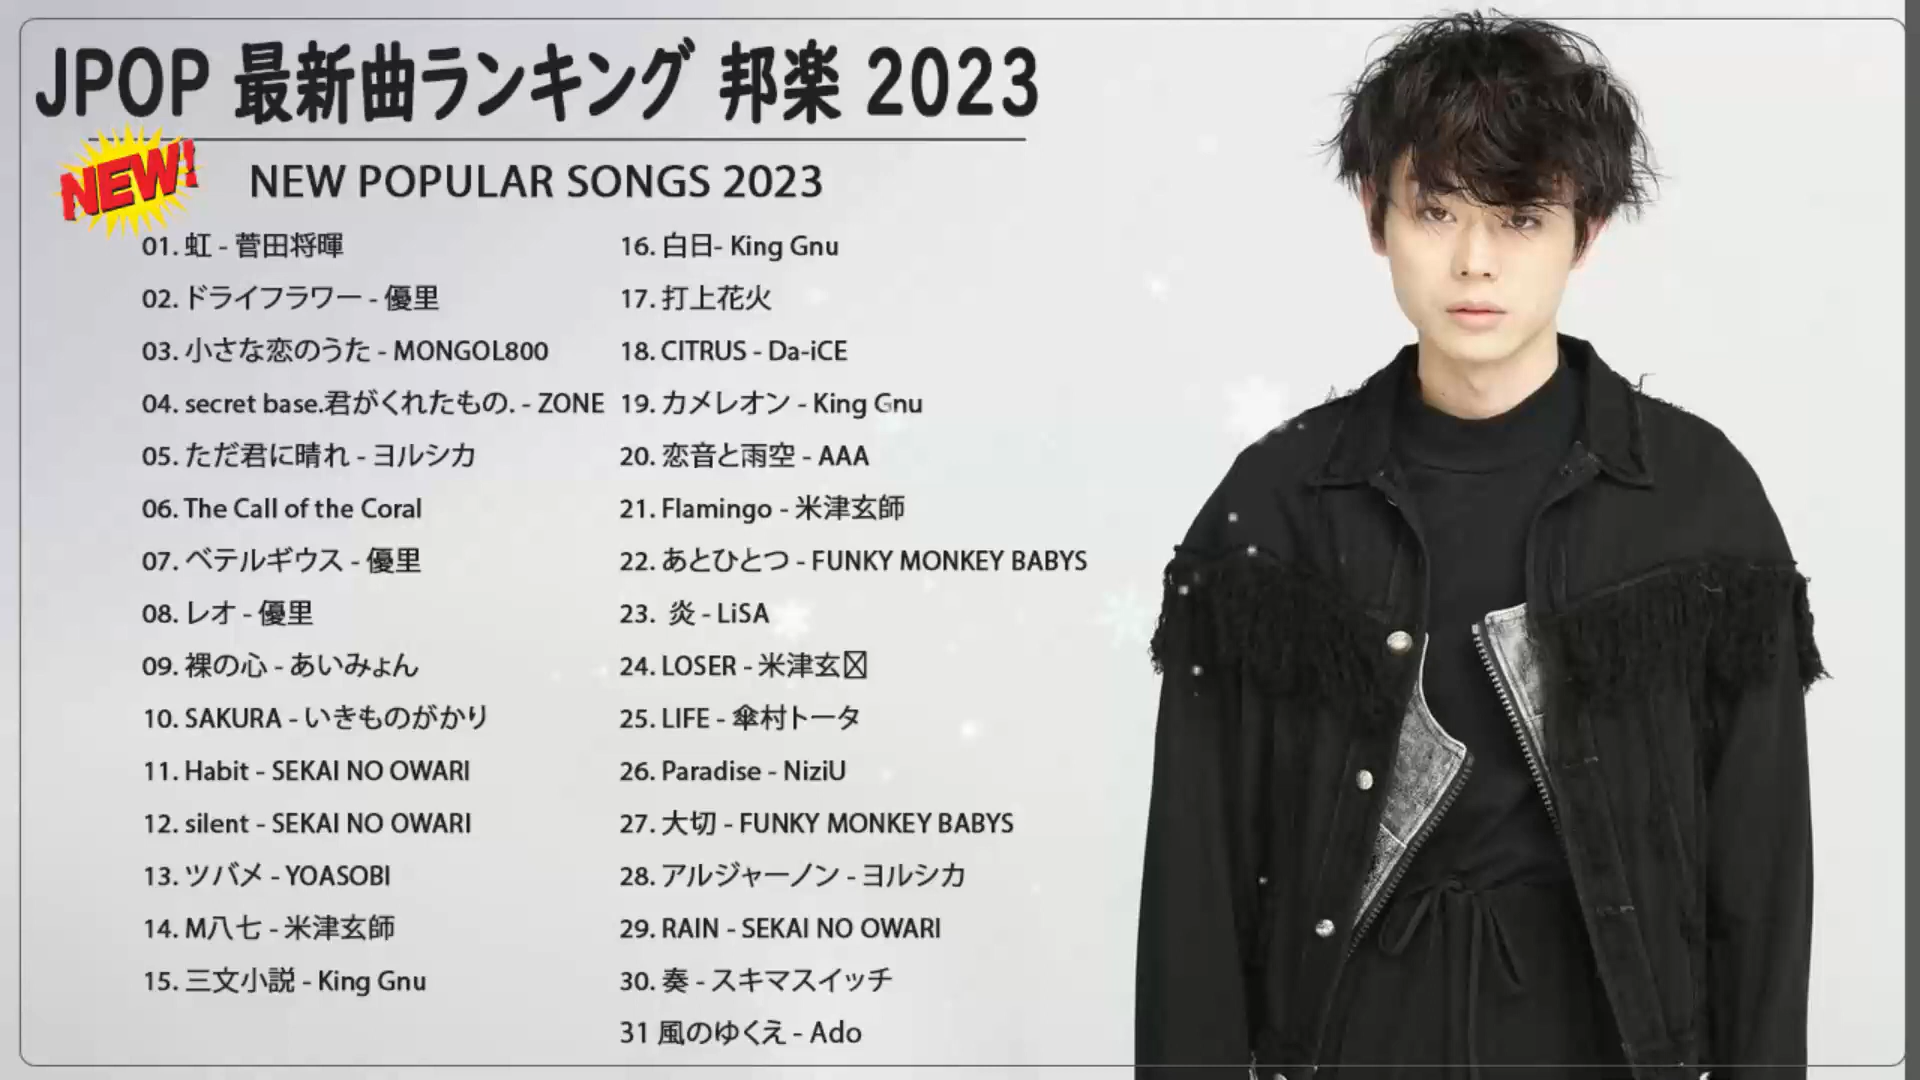 JPOP 最新曲ランキング 邦楽 2023
NEW!
NEW POPULAR SONGS 2023
01. 虹 - 菅田将暉
02. ドライフラワー - 優里
03. 小さな恋のうた - MONGOL800
04. secret base.君がくれたもの. - ZONE
05. ただ君に晴れ - ヨルシカ
06. The Call of the Coral
07. ベテルギウス - 優里
08. レオ - 優里
09. 裸の心 - あいみょん
10. SAKURA - いきものがかり
11. Habit - SEKAI NO OWARI
12. silent - SEKAI NO OWARI
13. ツバメ - YOASOBI
14. M八七 - 米津玄師
15. 三文小説 - King Gnu
16. 白日- King Gnu
17. 打上花火
18. CITRUS - Da-iCE
19. カメレオン - King Gnu
20. 恋音と雨空 - AAA
21. Flamingo - 米津玄師
22. あとひとつ - FUNKY MONKEY BABYS
23. 炎 - LiSA
24. LOSER - 米津玄
25. LIFE - 傘村トータ
26. Paradise - NiziU
27. 大切 - FUNKY MONKEY BABYS
28. アルジャーノン - ヨルシカ
29. RAIN - SEKAI NO OWARI
30. 奏 - スキマスイッチ
31 風のゆくえ - Ado